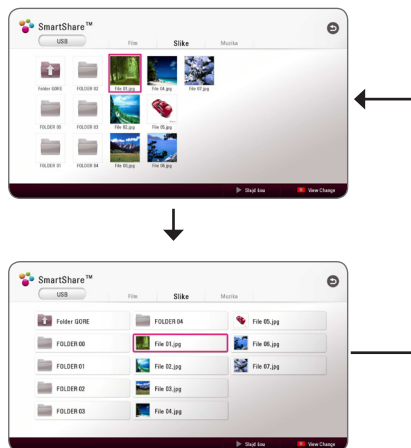 SmartShare™
USB Film Slike Muzika
Folder GORE FOLDER 02 File 01.jpg File 04.jpg File 07.jpg
FOLDER 00 FOLDER 03 File 02.jpg File 05.jpg
FOLDER 01 FOLDER 04 File 03.jpg File 06.jpg
Slajd šou View Change
SmartShare™
USB Film Slike Muzika
Folder GORE FOLDER 04 File 05.jpg
FOLDER 00 File 01.jpg File 06.jpg
FOLDER 01 File 02.jpg File 07.jpg
FOLDER 02 File 03.jpg
FOLDER 03 File 04.jpg
Slajd šou View Change